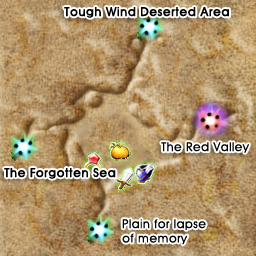 Tough Wind Deserted Area
The Red Valley
The Forgotten Sea
Plain for lapse
of memory